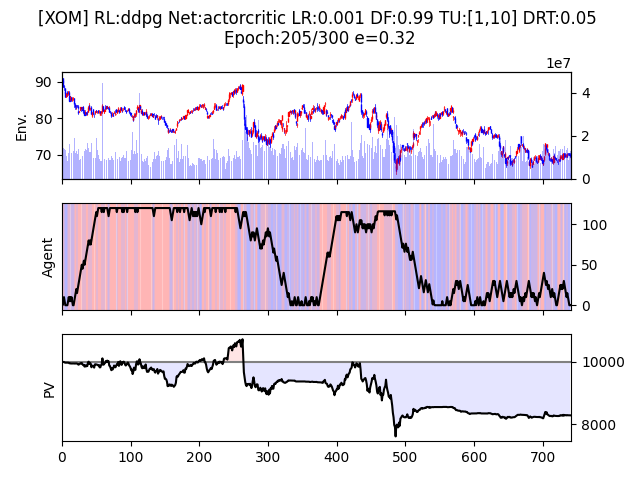 [XOM] RL:ddpg Net:actorcritic LR:0.001 DF:0.99 TU:[1,10] DRT:0.05
Epoch:205/300 e=0.32
1e7
90
80
70
Env.
4
2
0
Agent
100
50
0
PV
10000
8000
0 100 200 300 400 500 600 700